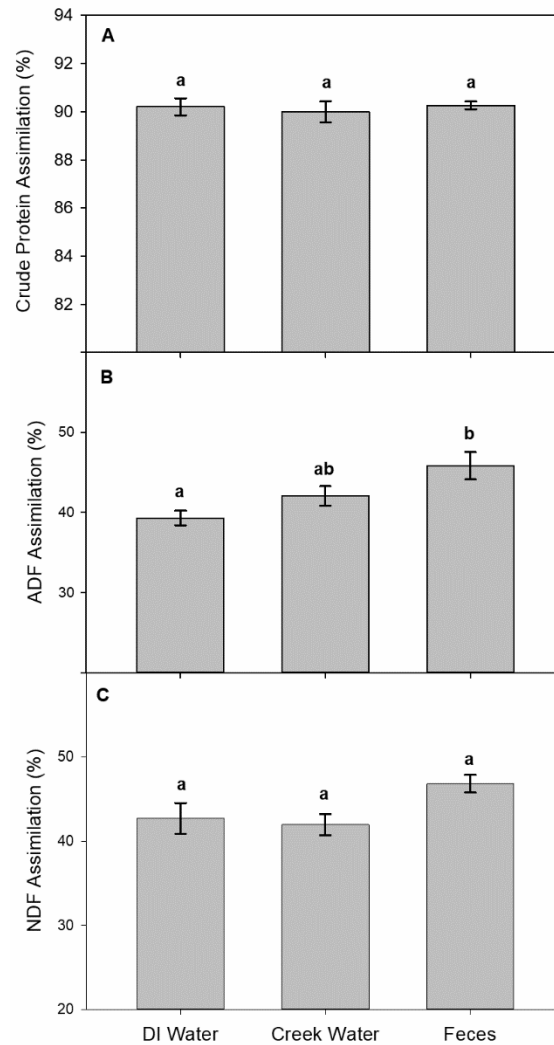 94
A
a a a
92
90
88
86
84
82
Crude Protein Assimilation (%)
B
50
b
ab
a
40
30
ADF Assimilation (%)
C
50
a a a
40
30
20
NDF Assimilation (%)
DI Water Creek Water Feces